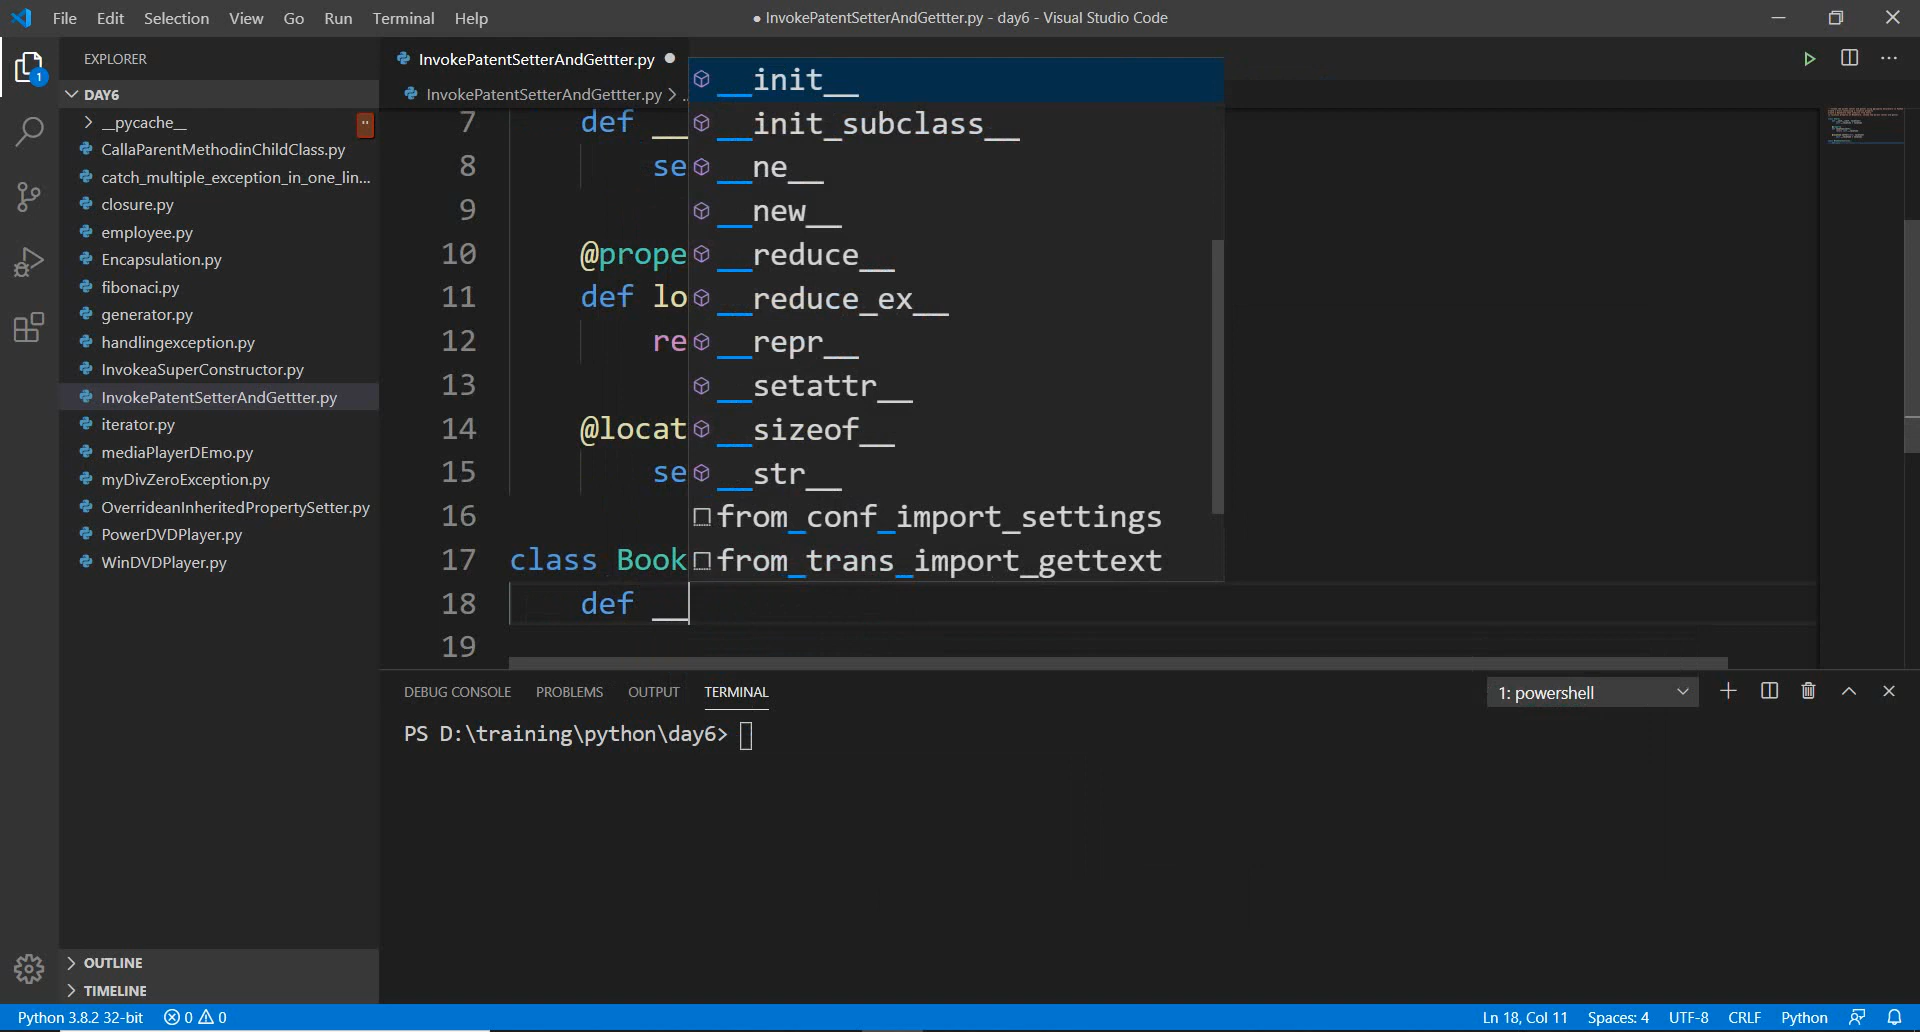 File Edit Selection View Go Run Terminal Help
● InvokePatentSetterAndGettter.py - day6 - Visual Studio Code
EXPLORER
1
DAY6
__pycache__
CallaParentMethodinChildClass.py
catch_multiple_exception_in_one_lin...
closure.py
employee.py
Encapsulation.py
fibonaci.py
generator.py
handlingexception.py
InvokeaSuperConstructor.py
InvokePatentSetterAndGettter.py
iterator.py
mediaPlayerDEmo.py
myDivZeroException.py
OverrideanInheritedPropertySetter.py
PowerDVDPlayer.py
WinDVDPlayer.py
OUTLINE
TIMELINE
InvokePatentSetterAndGettter.py
InvokePatentSetterAndGettter.py > ..
7 def __
8 se
9
10 @prope
11 def lo
12 re
13
14 @locat
15 se
16
17 class Book
18 def __
19
__init__
__init_subclass__
__ne__
__new__
__reduce__
__reduce_ex__
__repr__
__setattr__
__sizeof__
__str__
from_conf_import_settings
from_trans_import_gettext
DEBUG CONSOLE PROBLEMS OUTPUT TERMINAL
1: powershell
PS D:\training\python\day6>
Python 3.8.2 32-bit 0 0
Ln 18, Col 11 Spaces: 4 UTF-8 CRLF Python